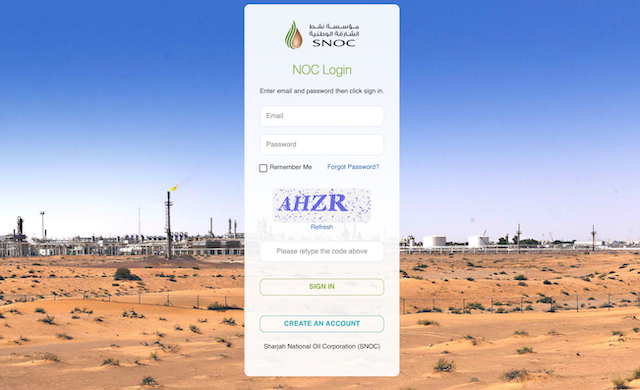 مؤسسة نفط
الشارقة الوطنية
SNOC
NOC Login
Enter email and password then click sign in.
Email
Password
Remember Me
Forgot Password?
AHZR
Refresh
Please retype the code above
SIGN IN
CREATE AN ACCOUNT
Sharjah National Oil Corporation (SNOC)